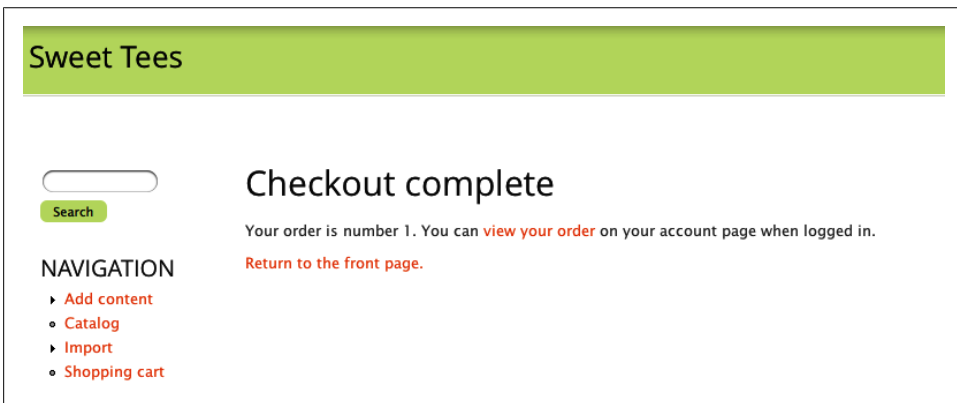 Sweet Tees
Search
NAVIGATION
Add content
Catalog
Import
Shopping cart
Checkout complete
Your order is number 1. You can view your order on your account page when logged in.
Return to the front page.